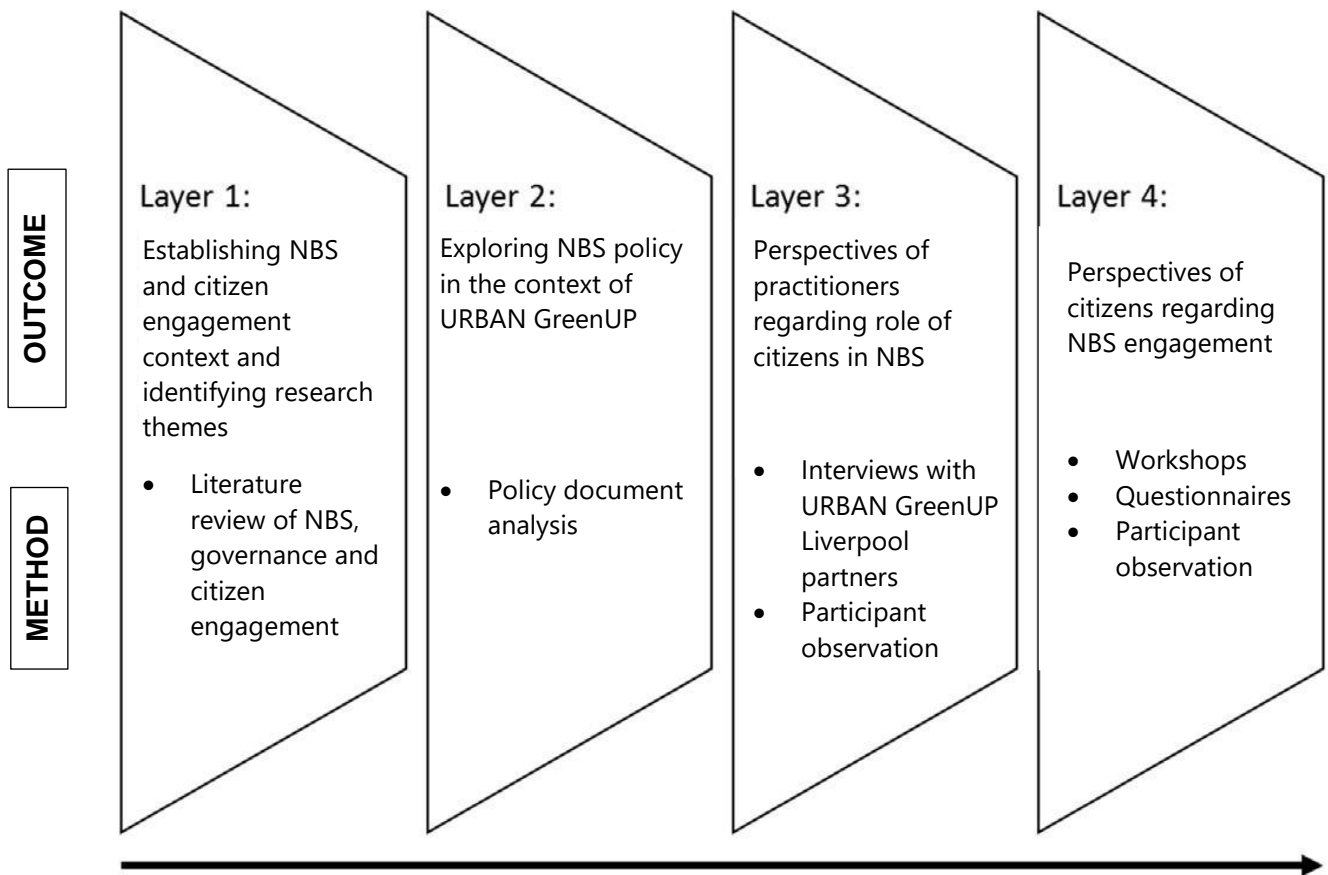 OUTCOME
METHOD
Layer 1:
Establishing NBS
and citizen
engagement
context and
identifying research
themes
• Literature
review of NBS,
governance and
citizen
engagement
Layer 2:
Exploring NBS policy
in the context of
URBAN GreenUP
• Policy document
analysis
Layer 3:
Perspectives of
practitioners
regarding role of
citizens in NBS
• Interviews with
URBAN GreenUP
Liverpool
partners
• Participant
observation
Layer 4:
Perspectives of
citizens regarding
NBS engagement
• Workshops
• Questionnaires
• Participant
observation